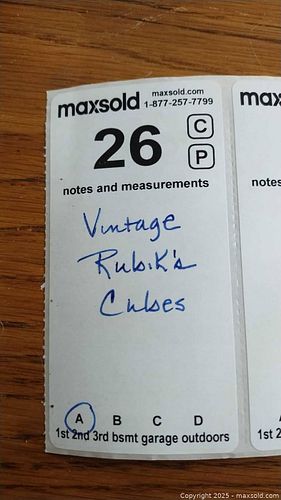 maxsold maxsold.com
1-877-257-7799
26 C
P
notes and measurements
Vintage
Rubik's
Cubes
A B C D
1st 2nd 3rd bsmt garage outdoors
max
notes
1st 2
Copyright 2025 - maxsold.com